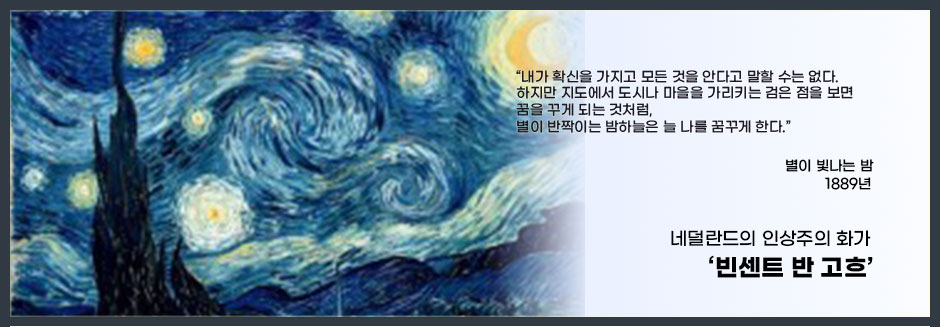 “내가 확신을 가지고 모든 것을 안다고 말할 수는 없다.
하지만 지도에서 도시나 마을을 가리키는 검은 점을 보면
꿈을 꾸게 되는 것처럼,
별이 반짝이는 밤하늘은 늘 나를 꿈꾸게 한다.”
별이 빛나는 밤
1889년
네덜란드의 인상주의 화가
‘빈센트 반 고흐’